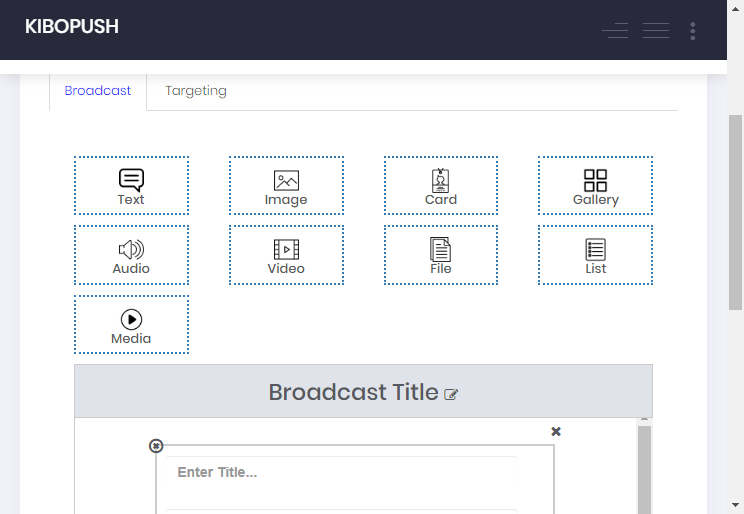 KIBOPUSH
Broadcast Targeting
Text Image Card Gallery
Audio Video File List
Media
Broadcast Title
Enter Title...